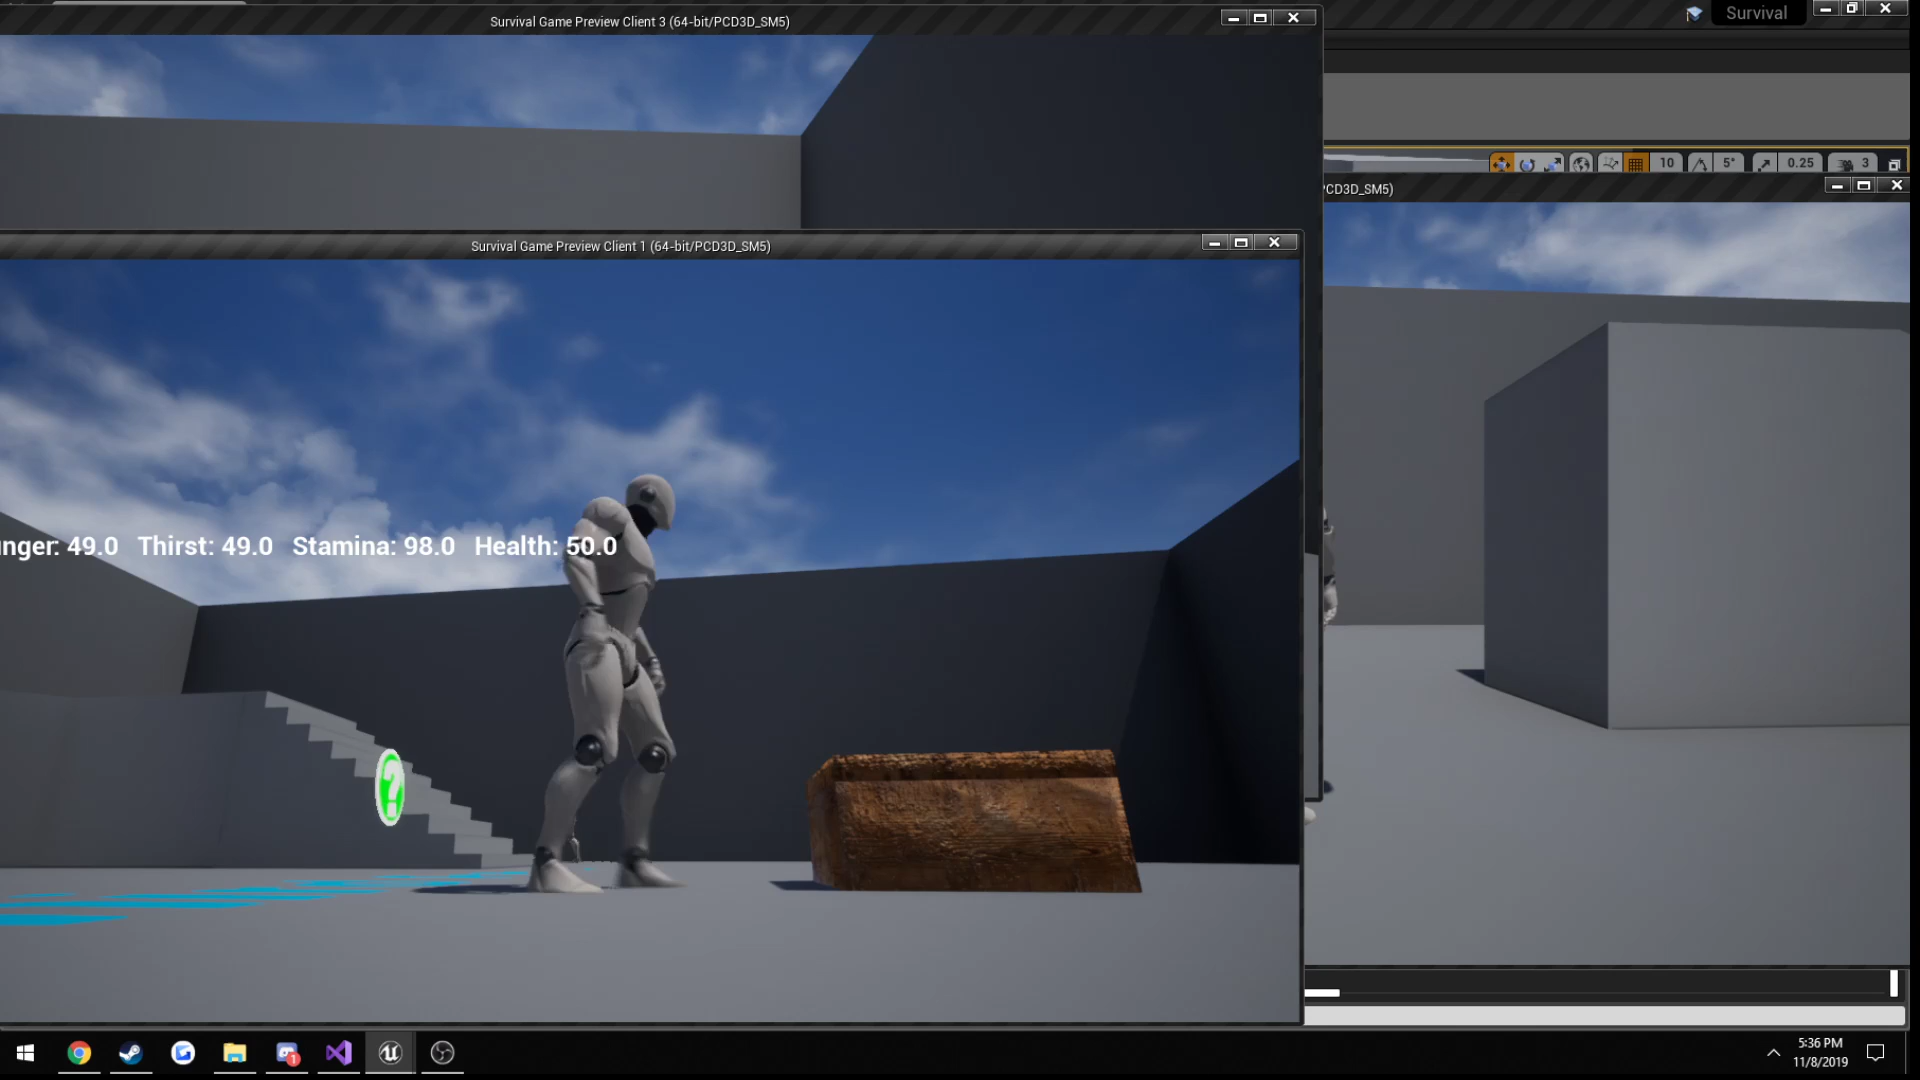 Survival Game Preview Client 3 (64-bit/PCD3D_SM5)
Survival
10 5° 0.25 3
PCD3D_SM5)
Survival Game Preview Client 1 (64-bit/PCD3D_SM5)
nger: 49.0 Thirst: 49.0 Stamina: 98.0 Health: 50.0
?
1
5:36 PM
11/8/2019